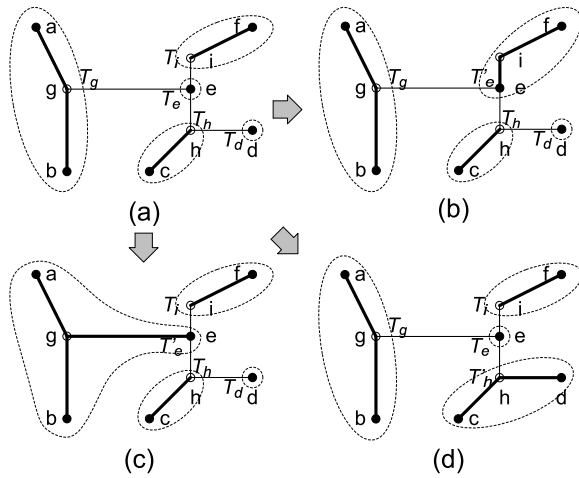 a
f
T_i
i
g
T_g
T_e
e
T_h
b
c
h
T_d
d
(a)
a
f
i
g
T_g
T'_e
e
T_h
b
c
h
T_d
d
(b)
a
f
T_i
i
g
T'_e
e
T_h
b
c
h
T_d
d
(c)
a
f
T_i
i
g
T_g
T_e
e
T'_h
b
c
h
d
(d)